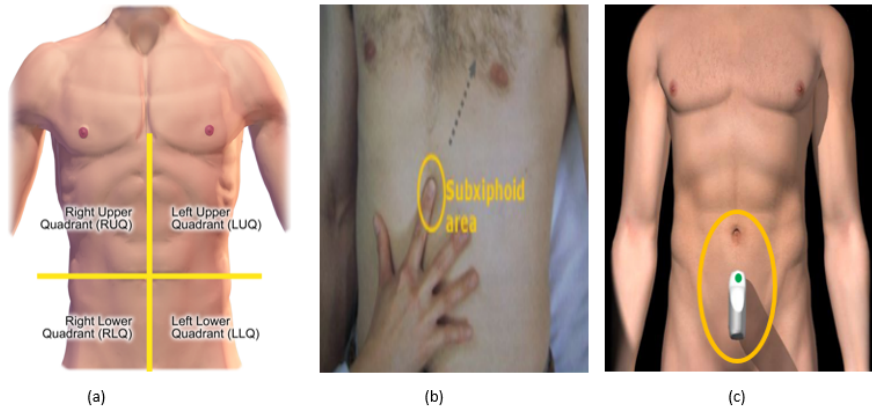 Right Upper
Quadrant (RUQ)
Left Upper
Quadrant (LUQ)
Right Lower
Quadrant (RLQ)
Left Lower
Quadrant (LLQ)
Subxiphoid
area
(a)
(b)
(c)